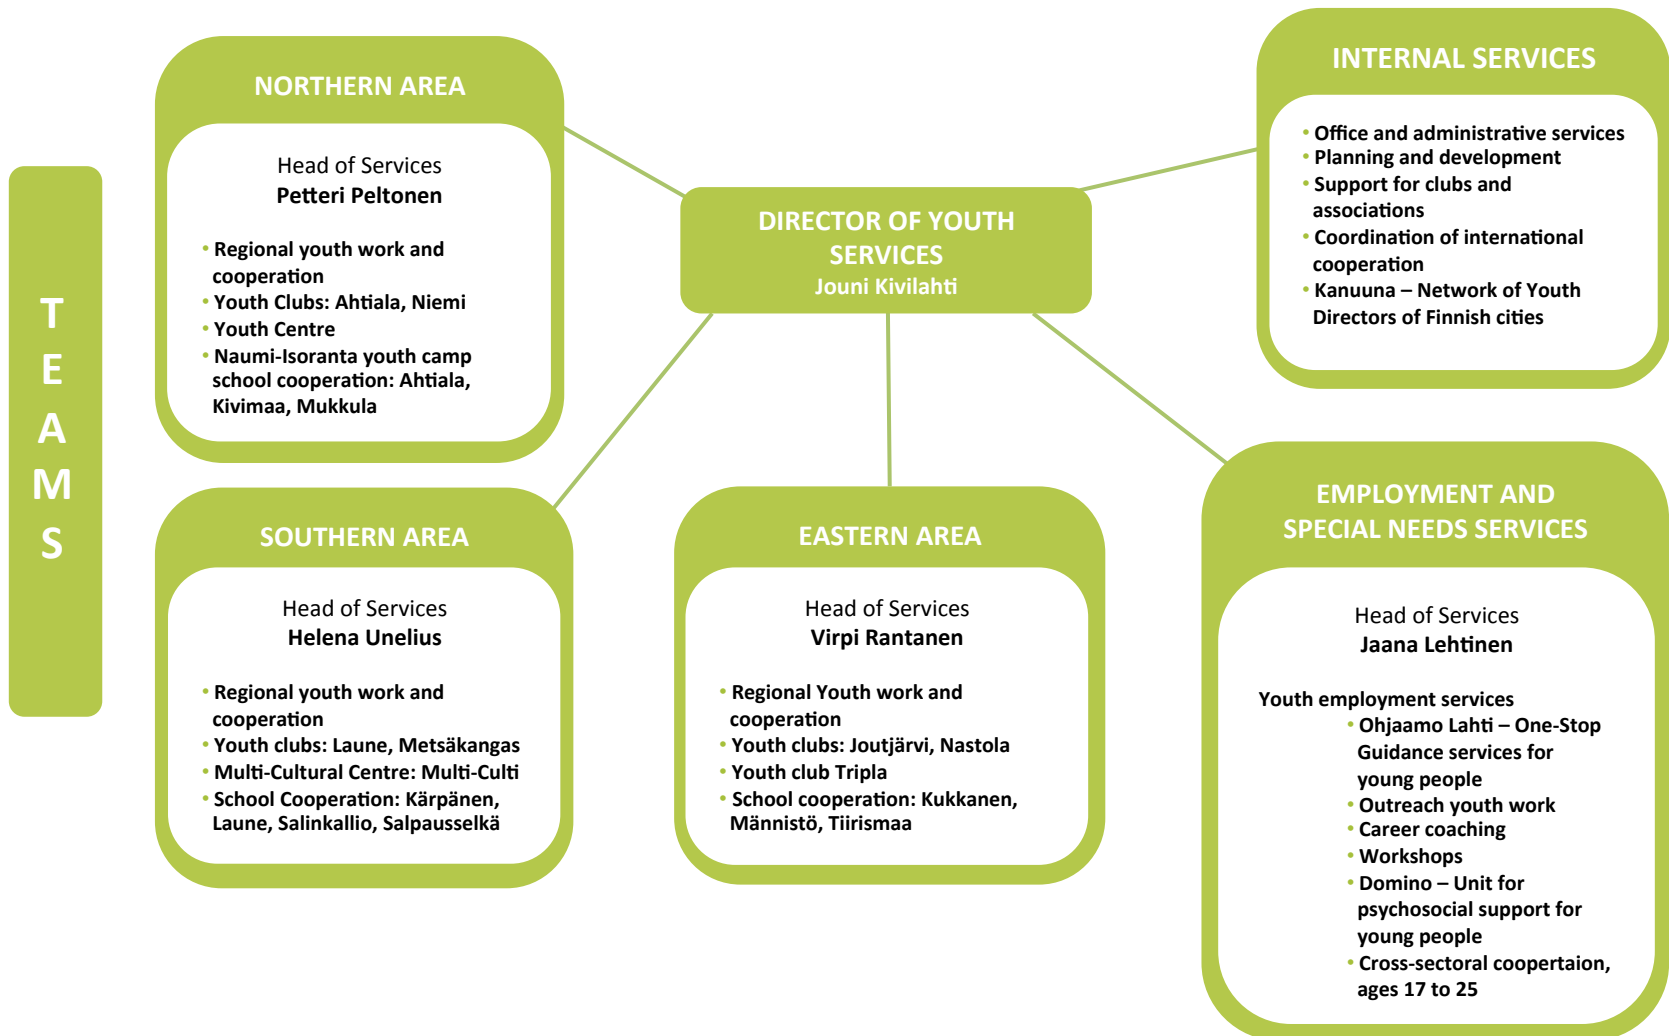 TEAMS
NORTHERN AREA
Head of Services
Petteri Peltonen
• Regional youth work and
cooperation
• Youth Clubs: Ahtiala, Niemi
• Youth Centre
• Naumi-Isoranta youth camp
school cooperation: Ahtiala,
Kivimaa, Mukkula
DIRECTOR OF YOUTH
SERVICES
Jouni Kivilahti
INTERNAL SERVICES
• Office and administrative services
• Planning and development
• Support for clubs and
associations
• Coordination of international
cooperation
• Kanuuna – Network of Youth
Directors of Finnish cities
SOUTHERN AREA
Head of Services
Helena Unelius
• Regional youth work and
cooperation
• Youth clubs: Laune, Metsäkangas
• Multi-Cultural Centre: Multi-Culti
• School Cooperation: Kärpänen,
Laune, Salinkallio, Salpausselkä
EASTERN AREA
Head of Services
Virpi Rantanen
• Regional Youth work and
cooperation
• Youth clubs: Joutjärvi, Nastola
• Youth club Tripla
• School cooperation: Kukkanen,
Männistö, Tiirismaa
EMPLOYMENT AND
SPECIAL NEEDS SERVICES
Head of Services
Jaana Lehtinen
Youth employment services
• Ohjaamo Lahti – One-Stop
Guidance services for
young people
• Outreach youth work
• Career coaching
• Workshops
• Domino – Unit for
psychosocial support for
young people
• Cross-sectoral coopertaion,
ages 17 to 25